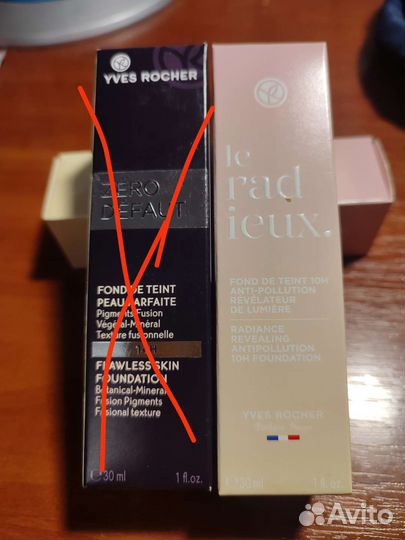 YVES ROCHER
ZERO
DEFAUT
FOND DE TEINT
PEAU PARFAITE
Pigments Fusion
Végétal-Minéral
Texture fusionnelle
FLAWLESS SKIN
FOUNDATION
Botanical-Mineral
Fusion Pigments
Fusional texture
℮30 ml 1 fl.oz.
le
rad
ieux.
FOND DE TEINT 10H
ANTI-POLLUTION
RÉVÉLATEUR
DE LUMIÈRE
RADIANCE
REVEALING
ANTIPOLLUTION
10H FOUNDATION
YVES ROCHER
℮30 ml 1 fl.oz.
Avito